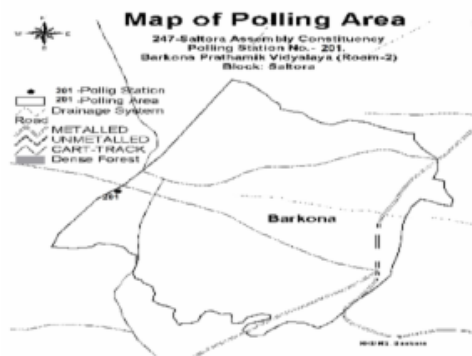 Map of Polling Area
247-Saltora Assembly Constituency
Polling Station No.- 201.
Barkona Prathamik Vidyalaya (Room-2)
Block: Saltora
201 -Pollig Station
201 -Polling Area
Drainage System
Road
METALLED
UNMETALLED
CART-TRACK
Dense Forest
201
Barkona